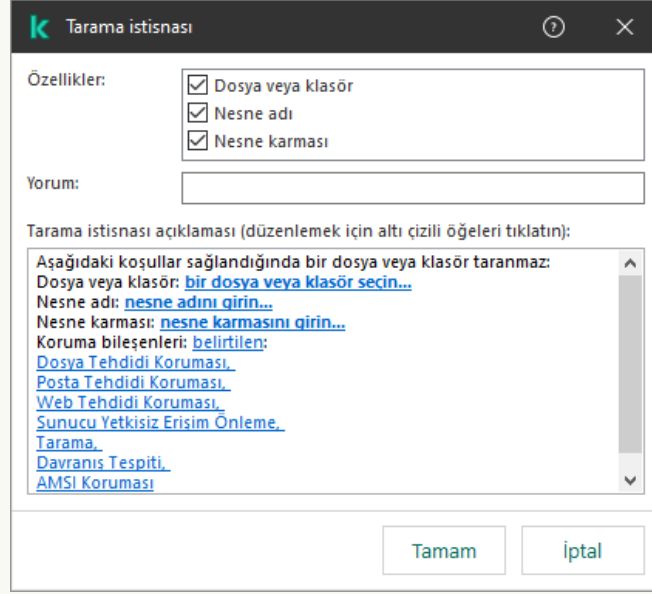 Tarama istisnası
Özellikler:
Dosya veya klasör
Nesne adı
Nesne karması
Yorum:
Tarama istisnası açıklaması (düzenlemek için altı çizili öğeleri tıklatın):
Aşağıdaki koşullar sağlandığında bir dosya veya klasör taranmaz:
Dosya veya klasör: bir dosya veya klasör seçin...
Nesne adı: nesne adını girin...
Nesne karması: nesne karmasını girin...
Koruma bileşenleri: belirtilen:
Dosya Tehdidi Koruması,
Posta Tehdidi Koruması,
Web Tehdidi Koruması,
Sunucu Yetkisiz Erişim Önleme,
Tarama,
Davranış Tespiti,
AMSI Koruması
Tamam
İptal